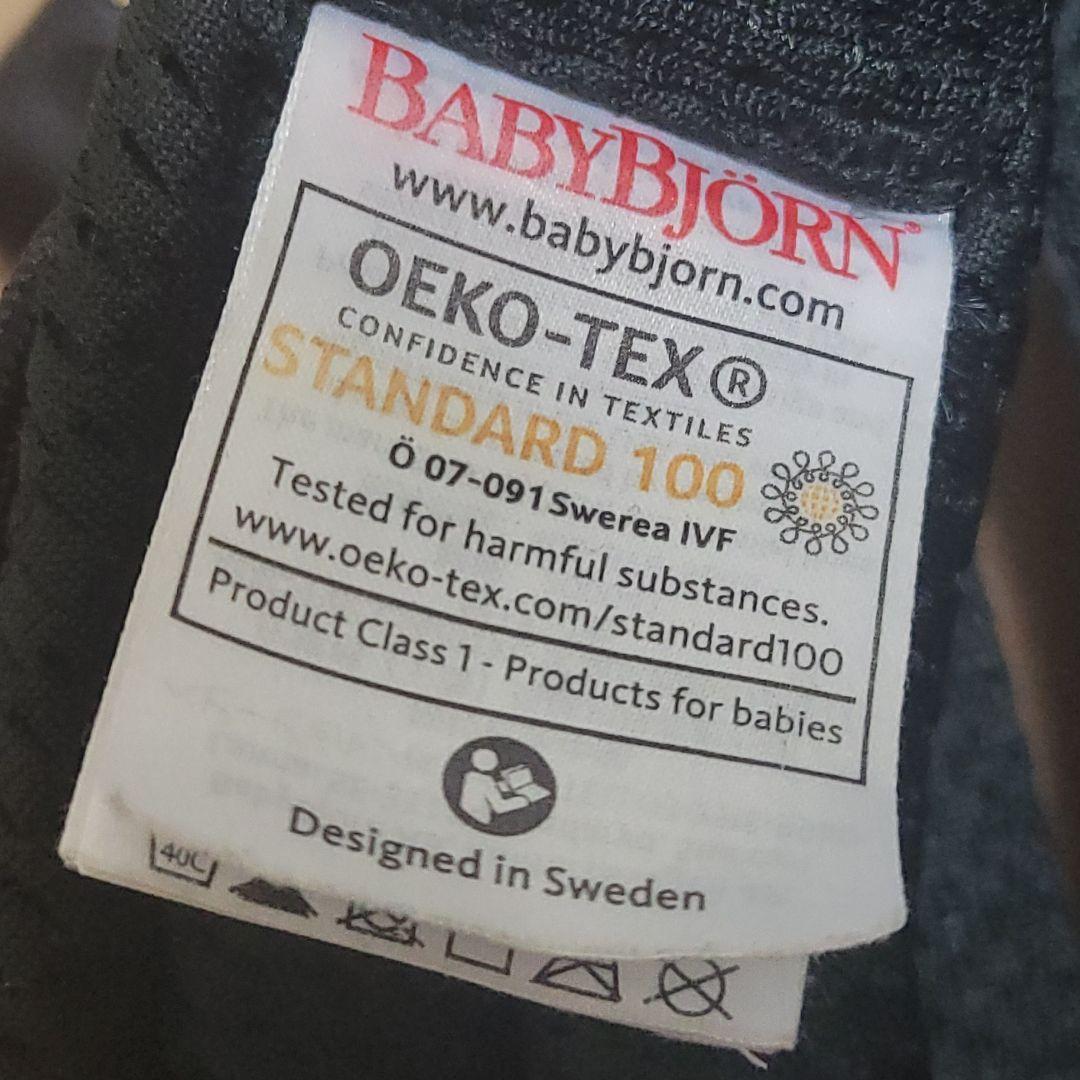 BABYBJÖRN®
www.babybjorn.com
OEKO-TEX®
CONFIDENCE IN TEXTILES
STANDARD 100
Ö 07-091 Swerea IVF
Tested for harmful substances.
www.oeko-tex.com/standard100
Product Class 1 - Products for babies
Designed in Sweden
40C